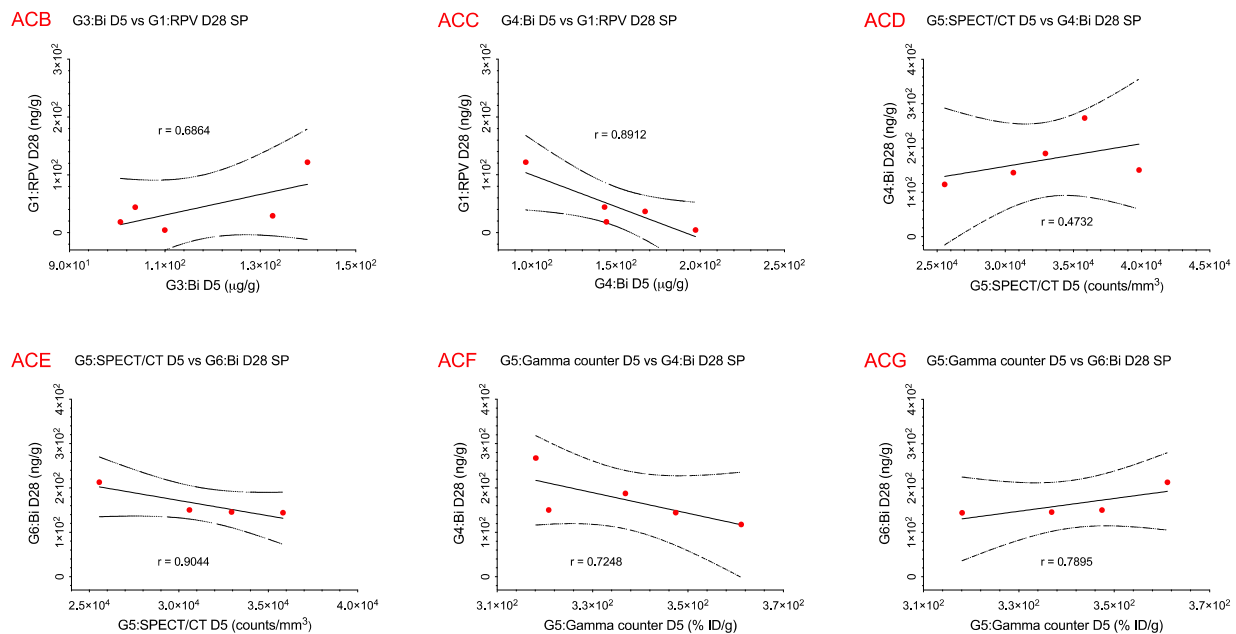 ACB G3:Bi D5 vs G1:RPV D28 SP
G1:RPV D28 (ng/g)
3×10²
2×10²
1×10²
0
r = 0.6864
9.0×10¹ 1.1×10² 1.3×10² 1.5×10²
G3:Bi D5 (μg/g)
ACC G4:Bi D5 vs G1:RPV D28 SP
G1:RPV D28 (ng/g)
3×10²
2×10²
1×10²
0
r = 0.8912
1.0×10² 1.5×10² 2.0×10² 2.5×10²
G4:Bi D5 (μg/g)
ACD G5:SPECT/CT D5 vs G4:Bi D28 SP
G4:Bi D28 (ng/g)
4×10²
3×10²
2×10²
1×10²
0
r = 0.4732
2.5×10⁴ 3.0×10⁴ 3.5×10⁴ 4.0×10⁴ 4.5×10⁴
G5:SPECT/CT D5 (counts/mm³)
ACE G5:SPECT/CT D5 vs G6:Bi D28 SP
G6:Bi D28 (ng/g)
4×10²
3×10²
2×10²
1×10²
0
r = 0.9044
2.5×10⁴ 3.0×10⁴ 3.5×10⁴ 4.0×10⁴
G5:SPECT/CT D5 (counts/mm³)
ACF G5:Gamma counter D5 vs G4:Bi D28 SP
G4:Bi D28 (ng/g)
4×10²
3×10²
2×10²
1×10²
0
r = 0.7248
3.1×10² 3.3×10² 3.5×10² 3.7×10²
G5:Gamma counter D5 (% ID/g)
ACG G5:Gamma counter D5 vs G6:Bi D28 SP
G6:Bi D28 (ng/g)
4×10²
3×10²
2×10²
1×10²
0
r = 0.7895
3.1×10² 3.3×10² 3.5×10² 3.7×10²
G5:Gamma counter D5 (% ID/g)